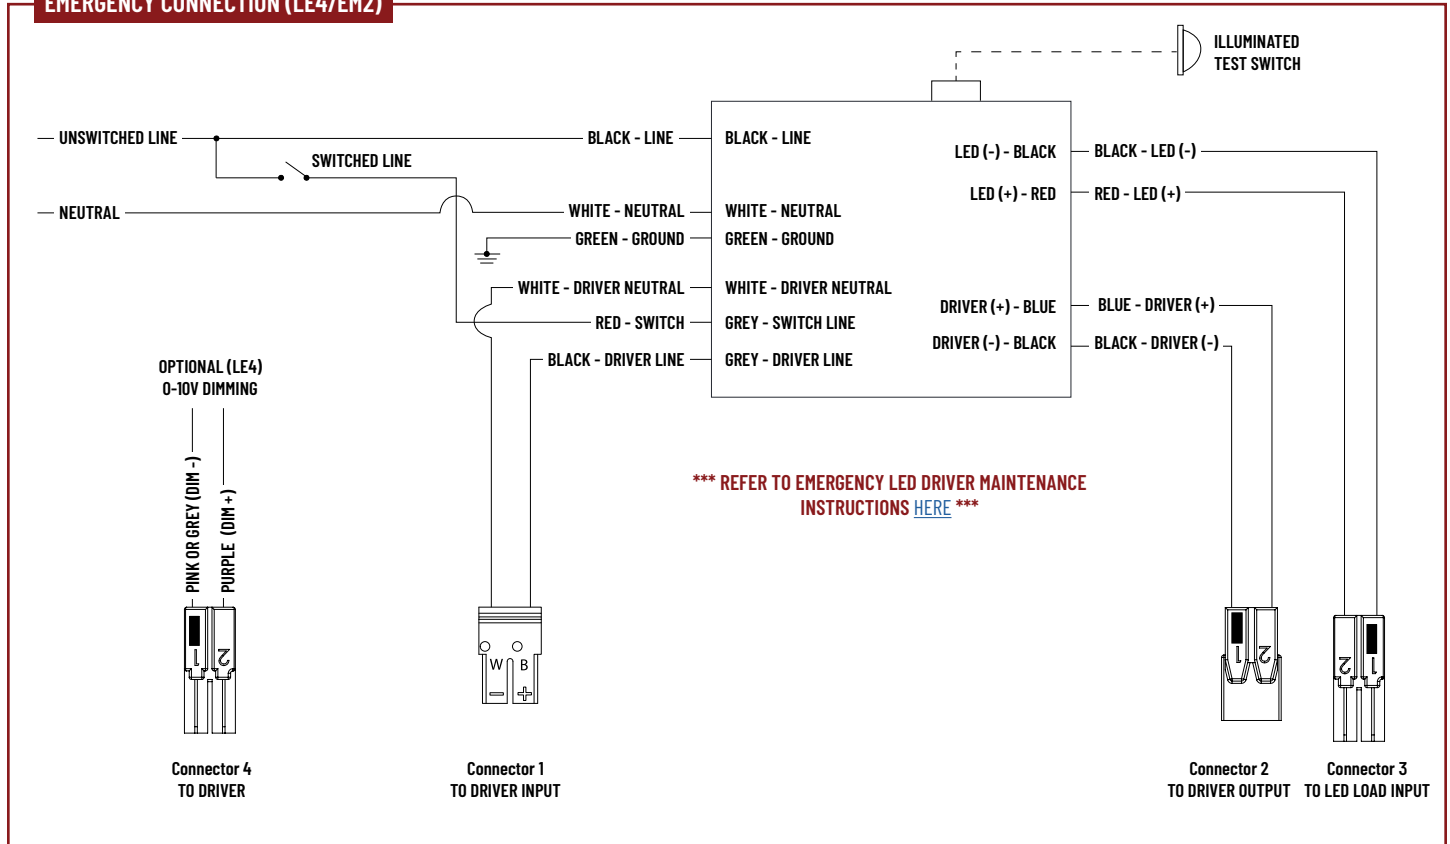 EMERGENCY CONNECTION (LE4/EM2)
ILLUMINATED
TEST SWITCH
UNSWITCHED LINE
BLACK - LINE
BLACK - LINE
SWITCHED LINE
LED (-) - BLACK
BLACK - LED (-)
LED (+) - RED
RED - LED (+)
NEUTRAL
WHITE - NEUTRAL
WHITE - NEUTRAL
GREEN - GROUND
GREEN - GROUND
WHITE - DRIVER NEUTRAL
WHITE - DRIVER NEUTRAL
DRIVER (+) - BLUE
BLUE - DRIVER (+)
RED - SWITCH
GREY - SWITCH LINE
DRIVER (-) - BLACK
BLACK - DRIVER (-)
BLACK - DRIVER LINE
GREY - DRIVER LINE
OPTIONAL (LE4)
0-10V DIMMING
PINK OR GREY (DIM -)
PURPLE (DIM +)
*** REFER TO EMERGENCY LED DRIVER MAINTENANCE
INSTRUCTIONS HERE ***
1 2
W B
- +
1 2
2 1
Connector 4
TO DRIVER
Connector 1
TO DRIVER INPUT
Connector 2
TO DRIVER OUTPUT
Connector 3
TO LED LOAD INPUT